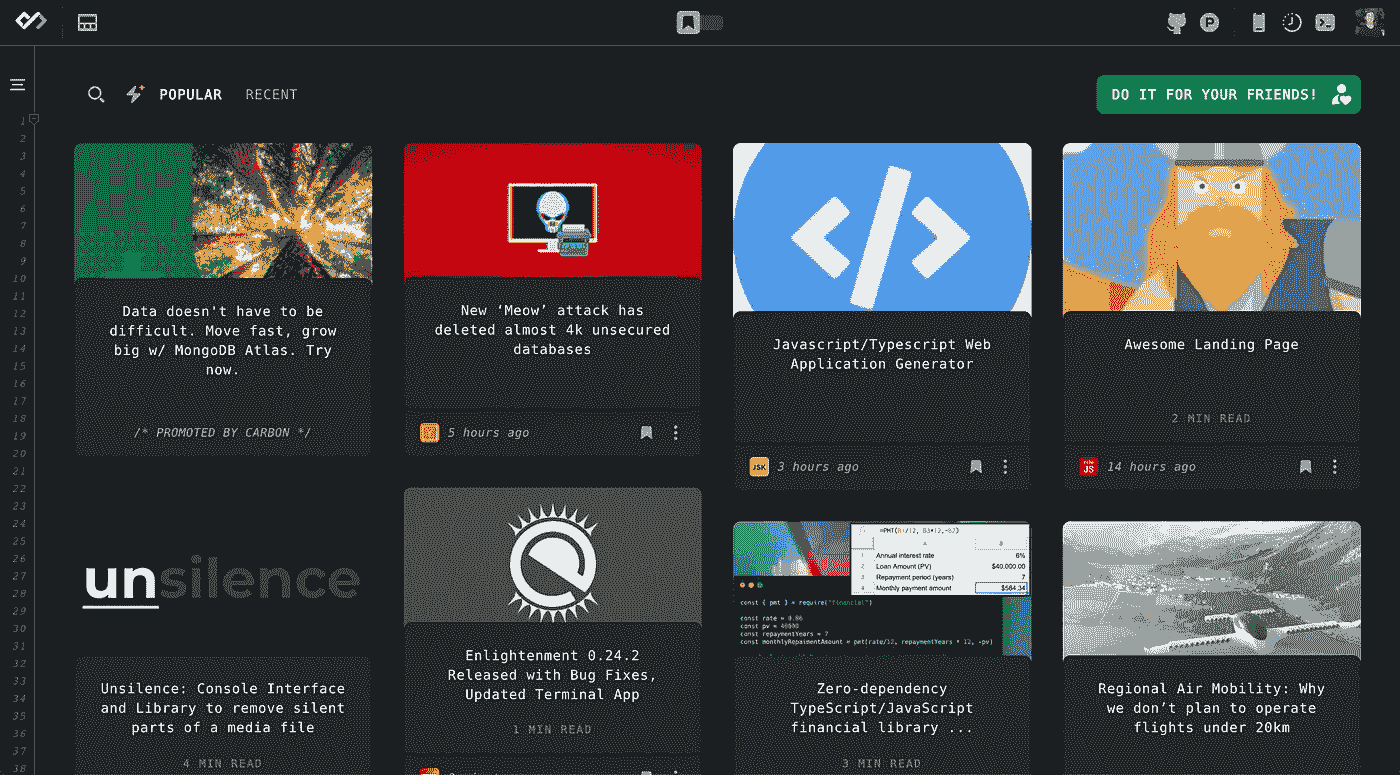 POPULAR RECENT
DO IT FOR YOUR FRIENDS!
1
2
3
4
5
6
7
8
9
10
11
12
13
14
15
16
17
18
19
20
21
22
23
24
25
26
27
28
29
30
31
32
33
34
35
36
37
38
Data doesn't have to be
difficult. Move fast, grow
big w/ MongoDB Atlas. Try
now.
/* PROMOTED BY CARBON */
New ‘Meow’ attack has
deleted almost 4k unsecured
databases
5 hours ago
Javascript/Typescript Web
Application Generator
JSK
3 hours ago
Awesome Landing Page
2 MIN READ
JS
14 hours ago
unsilence
Unsilence: Console Interface
and Library to remove silent
parts of a media file
4 MIN READ
Enlightenment 0.24.2
Released with Bug Fixes,
Updated Terminal App
1 MIN READ
A B
1 Annual interest rate 6%
2 Loan Amount (PV) $40,000.00
3 Repayment period (years) 7
4 Monthly payment amount $584.34
const { pmt } = require("financial")
const rate = 0.06
const pv = 40000
const repaymentYears = 7
const monthlyRepaimentAmount = pmt(rate/12, repaymentYears * 12, -pv)
Zero-dependency
TypeScript/JavaScript
financial library ...
3 MIN READ
Regional Air Mobility: Why
we don’t plan to operate
flights under 20km